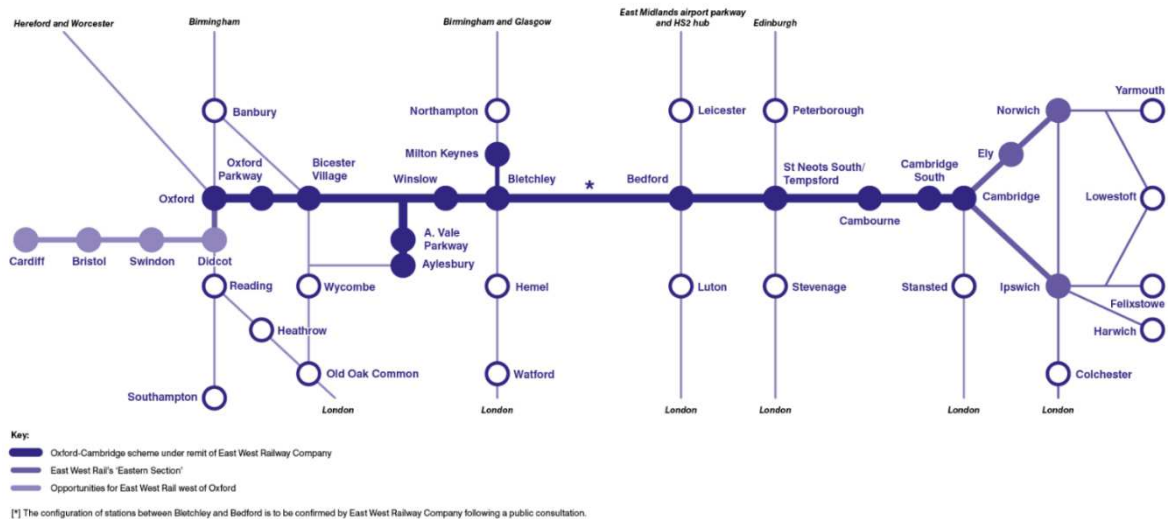 Hereford and Worcester
Birmingham
Birmingham and Glasgow
East Midlands airport parkway
and HS2 hub
Edinburgh
Banbury
Northampton
Leicester
Peterborough
Norwich
Yarmouth
Oxford
Parkway
Bicester
Village
Milton Keynes
Winslow
Bletchley
*
Bedford
St Neots South/
Tempsford
Cambridge
South
Ely
Oxford
Cambourne
Cambridge
Lowestoft
Cardiff
Bristol
Swindon
Didcot
A. Vale
Parkway
Aylesbury
Reading
Wycombe
Hemel
Luton
Stevenage
Stansted
Ipswich
Felixstowe
Heathrow
Harwich
Old Oak Common
Watford
Colchester
Southampton
London
London
London
London
London
London
Key:
Oxford-Cambridge scheme under remit of East West Railway Company
East West Rail's 'Eastern Section'
Opportunities for East West Rail west of Oxford
[*] The configuration of stations between Bletchley and Bedford is to be confirmed by East West Railway Company following a public consultation.